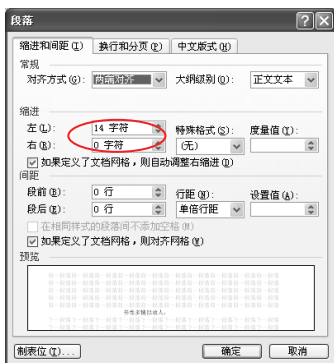 段落
缩进和间距(I) 换行和分页(P) 中文版式(H)
常规
对齐方式(G): 两端对齐 大纲级别(O): 正文文本
缩进
左(L): 14 字符 特殊格式(S): 度量值(Y):
右(R): 0 字符 (无)
如果定义了文档网格，则自动调整右缩进(D)
间距
段前(B): 0 行 行距(N): 设置值(A):
段后(E): 0 行 单倍行距
在相同样式的段落间不添加空格(M)
如果定义了文档网格，则对齐网格(W)
预览
制表位(T)... 确定 取消